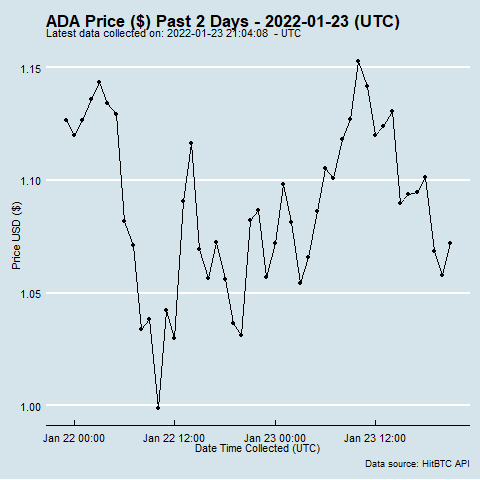 ADA Price ($) Past 2 Days - 2022-01-23 (UTC)
Latest data collected on: 2022-01-23 21:04:08 - UTC
1.15
1.10
1.05
1.00
Price USD ($)
Jan 22 00:00 Jan 22 12:00 Jan 23 00:00 Jan 23 12:00
Date Time Collected (UTC)
Data source: HitBTC API